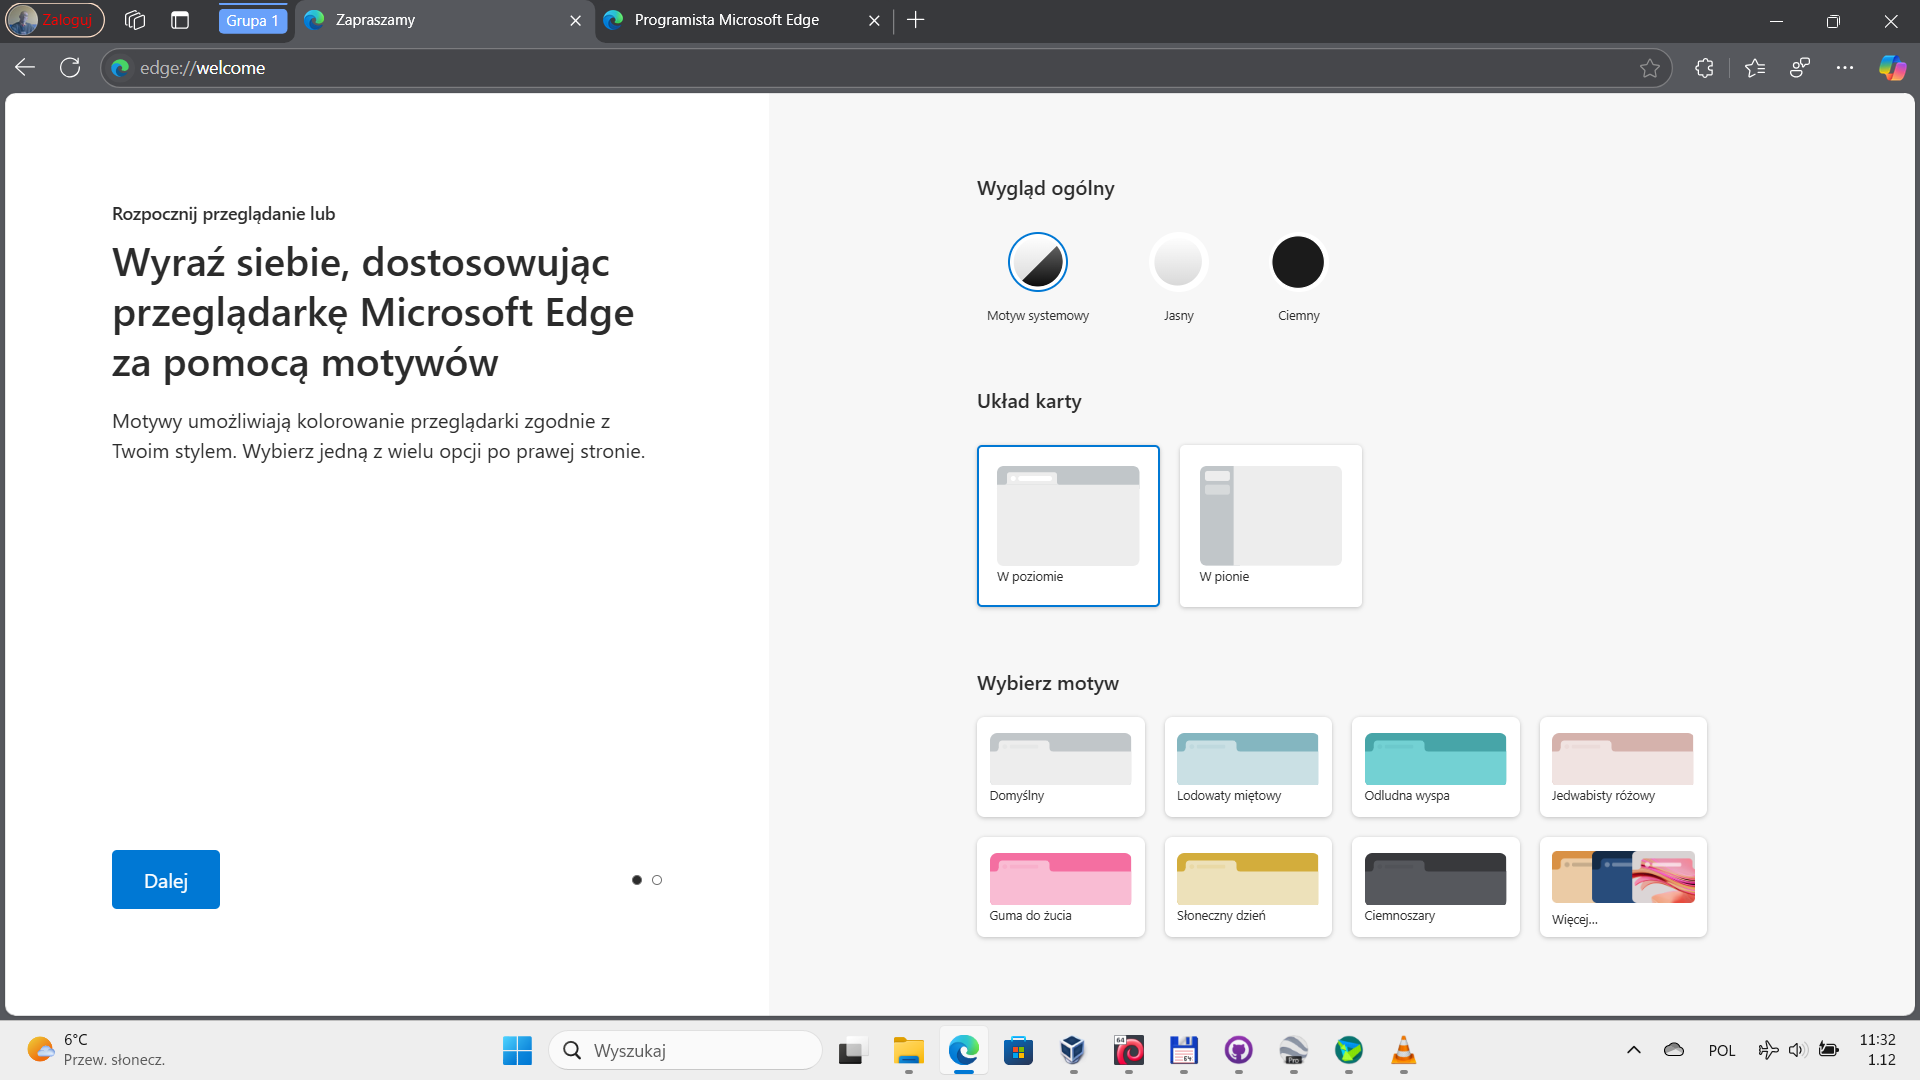 Zaloguj
Grupa 1
Zapraszamy
Programista Microsoft Edge
edge://welcome
Rozpocznij przeglądanie lub
Wyraź siebie, dostosowując
przeglądarkę Microsoft Edge
za pomocą motywów
Motywy umożliwiają kolorowanie przeglądarki zgodnie z
Twoim stylem. Wybierz jedną z wielu opcji po prawej stronie.
Dalej
Wygląd ogólny
Motyw systemowy
Jasny
Ciemny
Układ karty
W poziomie
W pionie
Wybierz motyw
Domyślny
Lodowaty miętowy
Odludna wyspa
Jedwabisty różowy
Guma do żucia
Słoneczny dzień
Ciemnoszary
Więcej...
6°C
Przew. słonecz.
Wyszukaj
64
64
Pro
POL
11:32
1.12